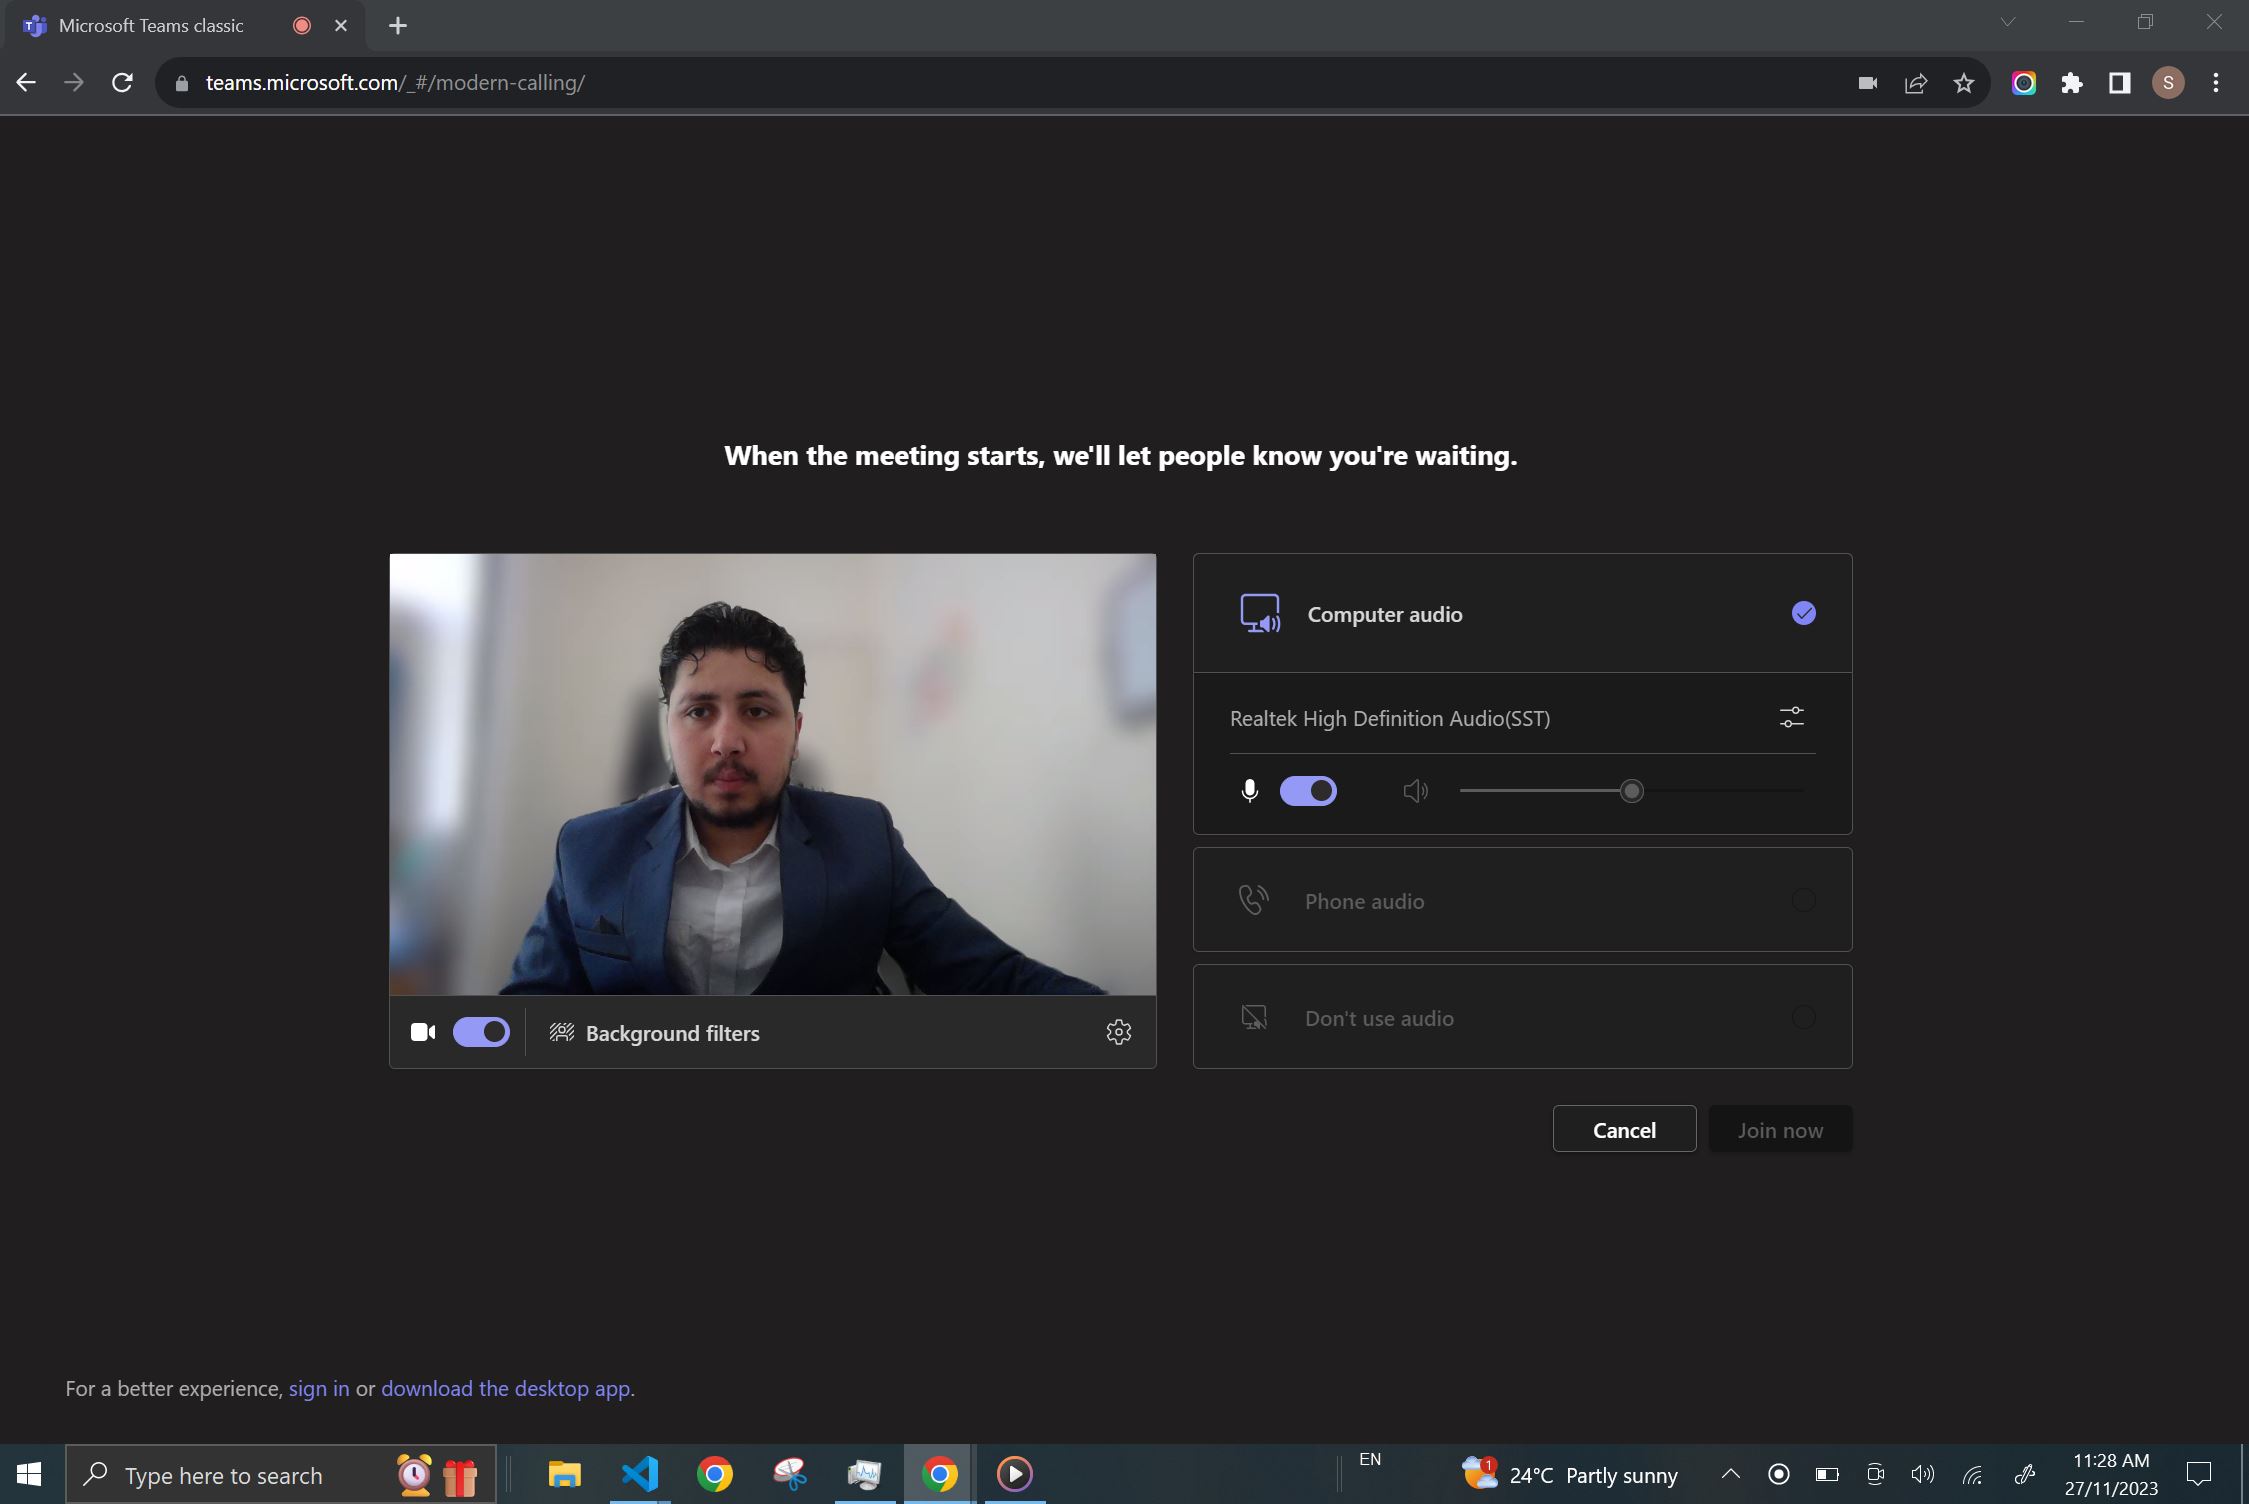 Microsoft Teams classic
teams.microsoft.com/_#/modern-calling/
S
When the meeting starts, we'll let people know you're waiting.
Computer audio
Realtek High Definition Audio(SST)
Phone audio
Don't use audio
Background filters
Cancel
Join now
For a better experience, sign in or download the desktop app.
Type here to search
EN
1
24°C Partly sunny
11:28 AM
27/11/2023